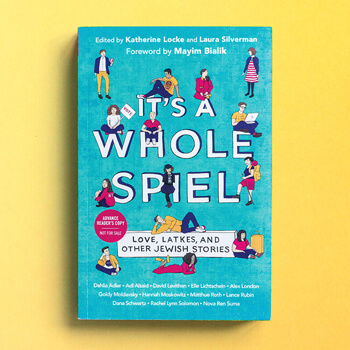 Edited by Katherine Locke and Laura Silverman
Foreword by Mayim Bialik
IT'S A
WHOLE
SPIEL
ADVANCE
READER'S COPY
NOT FOR SALE
LOVE, LATKES, AND
OTHER JEWISH STORIES
Dahlia Adler • Adi Alsaid • David Levithan • Elie Lichtschein • Alex London
Goldy Moldavsky • Hannah Moskowitz • Matthue Roth • Lance Rubin
Dana Schwartz • Rachel Lynn Solomon • Nova Ren Suma